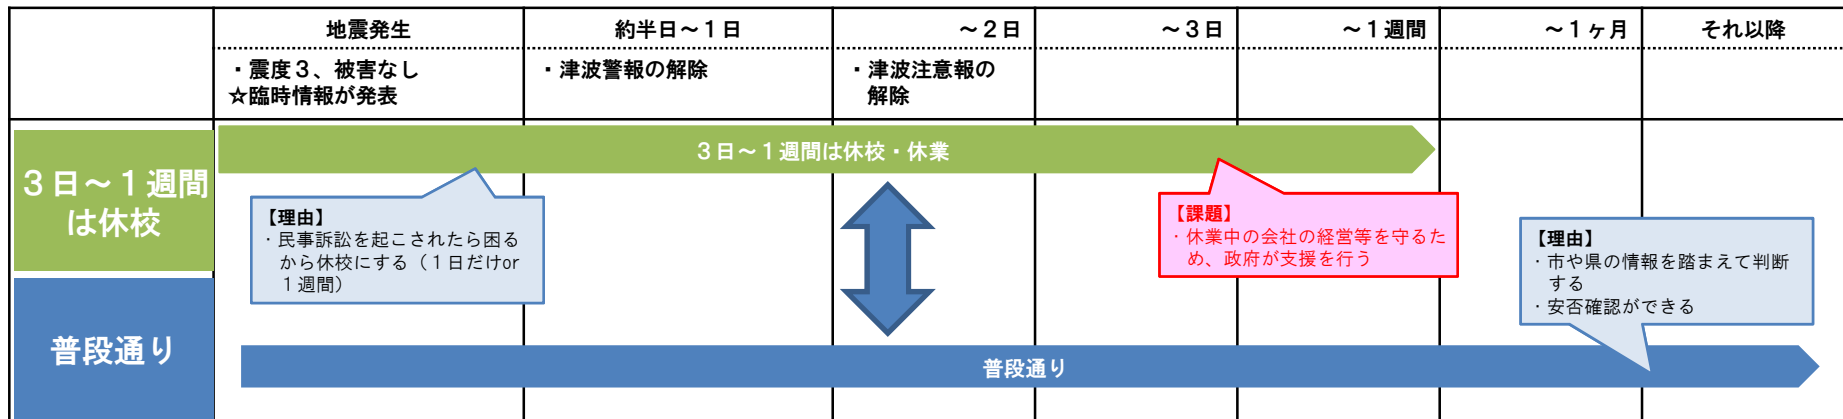 地震発生
約半日～１日
～２日
～３日
～１週間
～１ヶ月
それ以降
・震度３、被害なし
☆臨時情報が発表
・津波警報の解除
・津波注意報の
解除
３日～１週間
は休校
３日～１週間は休校・休業
【理由】
・民事訴訟を起こされたら困る
から休校にする（１日だけor
１週間）
【課題】
・休業中の会社の経営等を守るた
め、政府が支援を行う
【理由】
・市や県の情報を踏まえて判断
する
・安否確認ができる
普段通り
普段通り